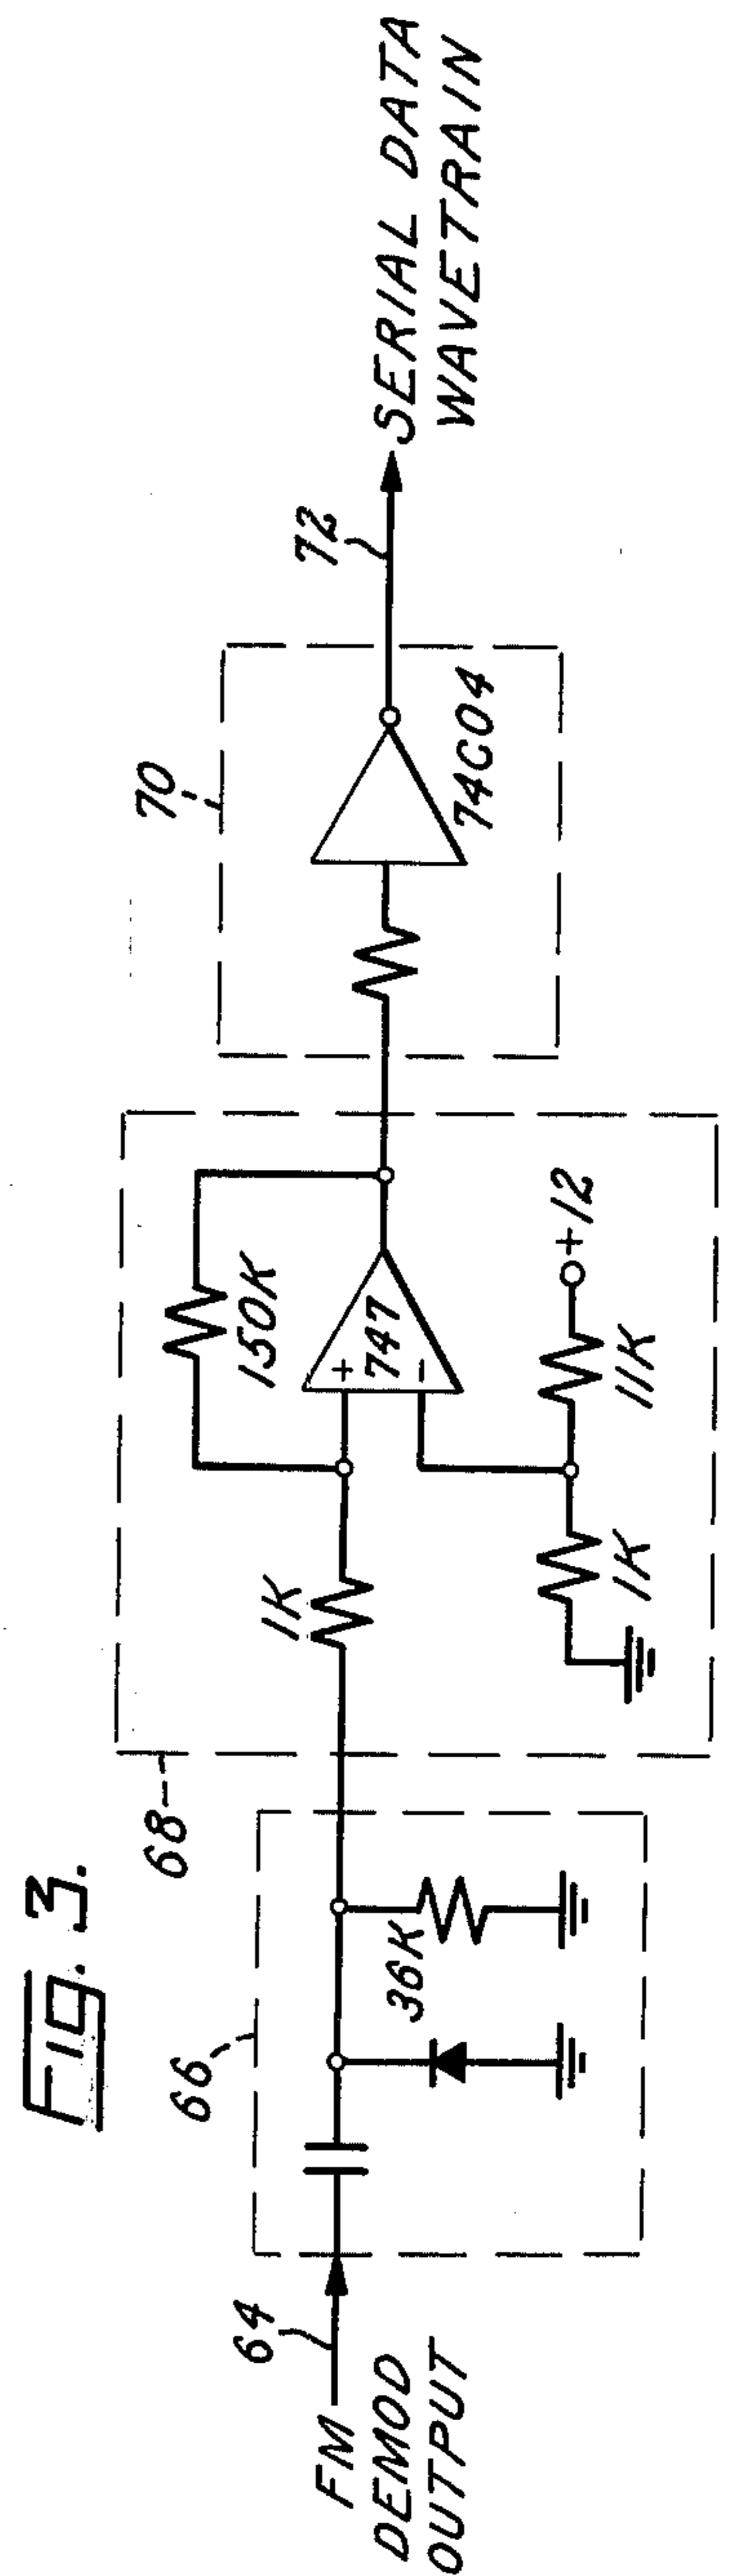 Fig. 3.
FM
DEMOD
OUTPUT
64
66
36K
68
1K
150K
+
747
-
1K
11K
+12
70
74C04
72
SERIAL DATA
WAVETRAIN